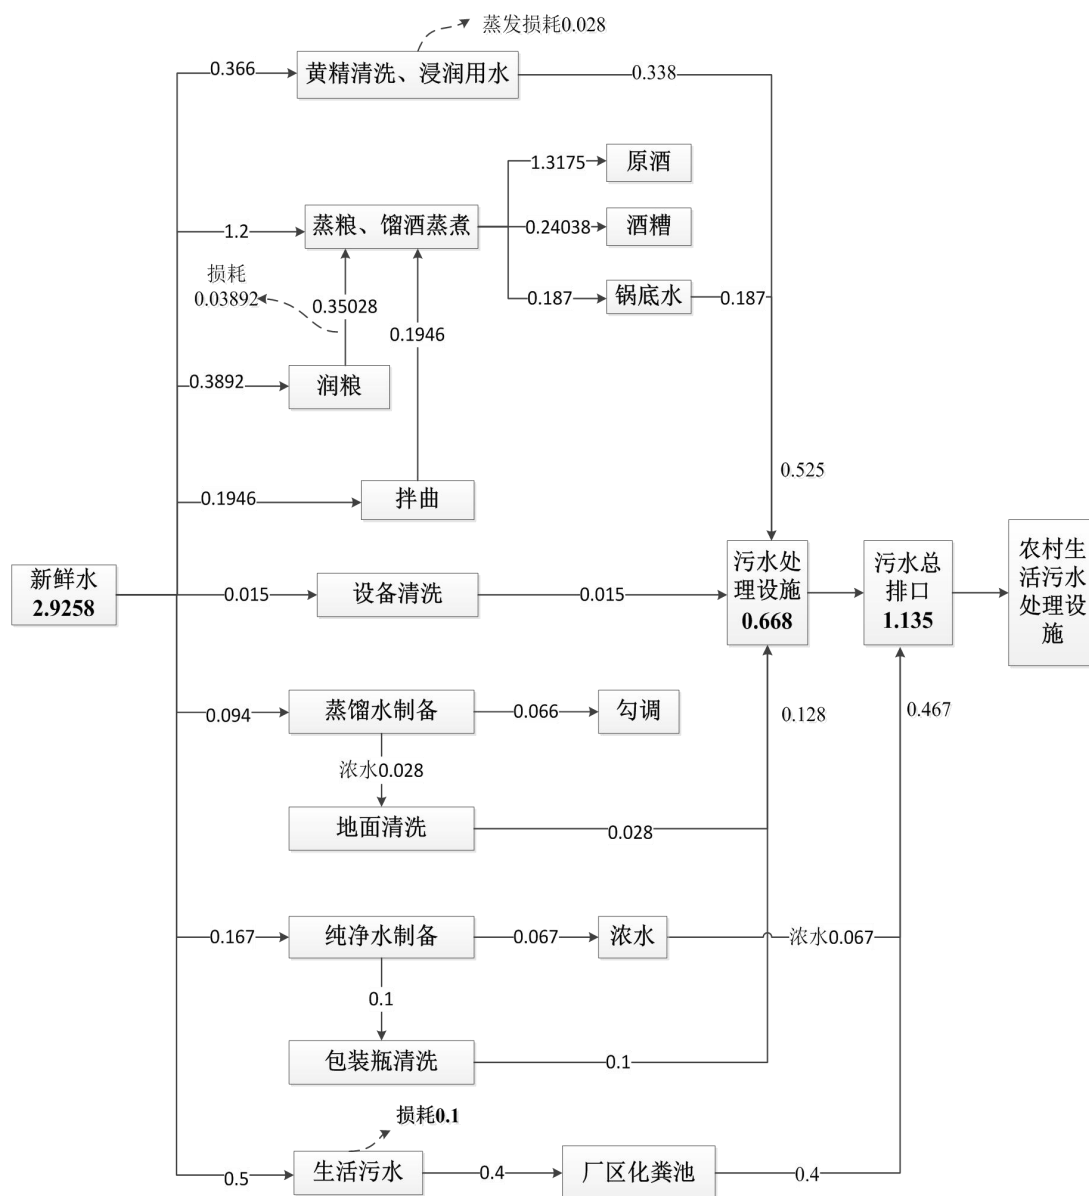 蒸发损耗0.028
0.366
黄精清洗、浸润用水
0.338
1.3175
原酒
1.2
蒸粮、馏酒蒸煮
0.24038
酒糟
损耗
0.03892
0.35028
0.187
锅底水
0.187
0.1946
0.3892
润粮
0.525
0.1946
拌曲
新鲜水
2.9258
0.015
设备清洗
0.015
污水处
理设施
0.668
污水总
排口
1.135
农村生
活污水
处理设
施
0.094
蒸馏水制备
0.066
勾调
0.128
0.467
浓水0.028
地面清洗
0.028
0.167
纯净水制备
0.067
浓水
浓水0.067
0.1
包装瓶清洗
0.1
损耗0.1
0.5
生活污水
0.4
厂区化粪池
0.4